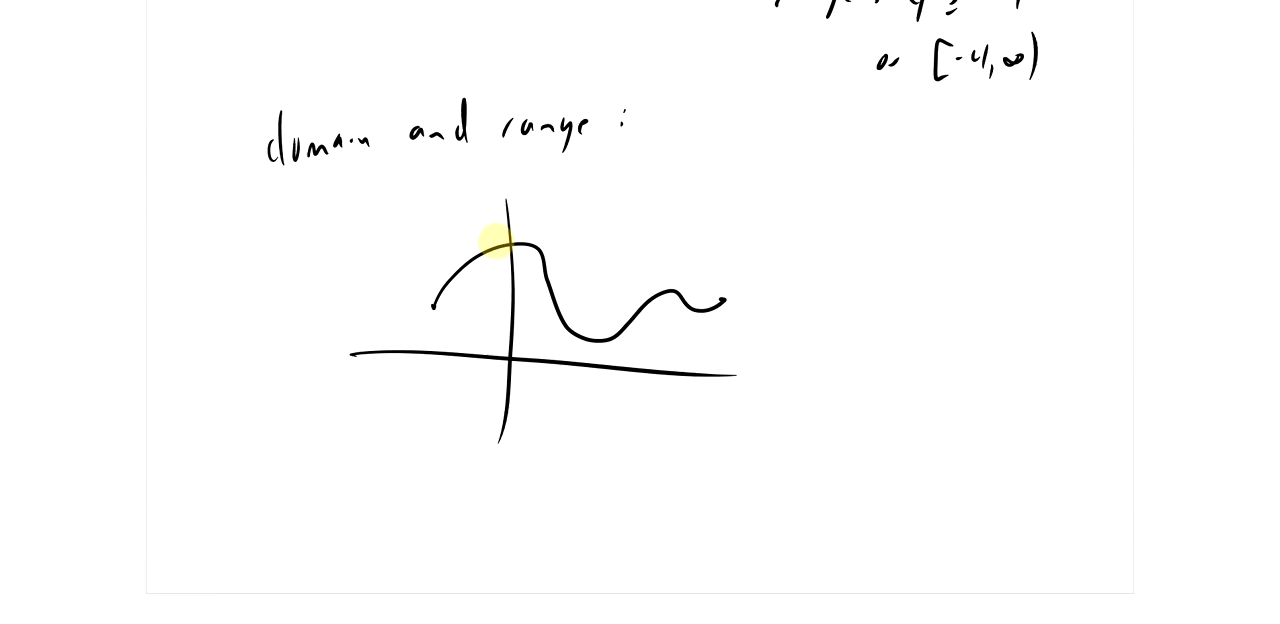 or [-4, ∞)
domain and range :